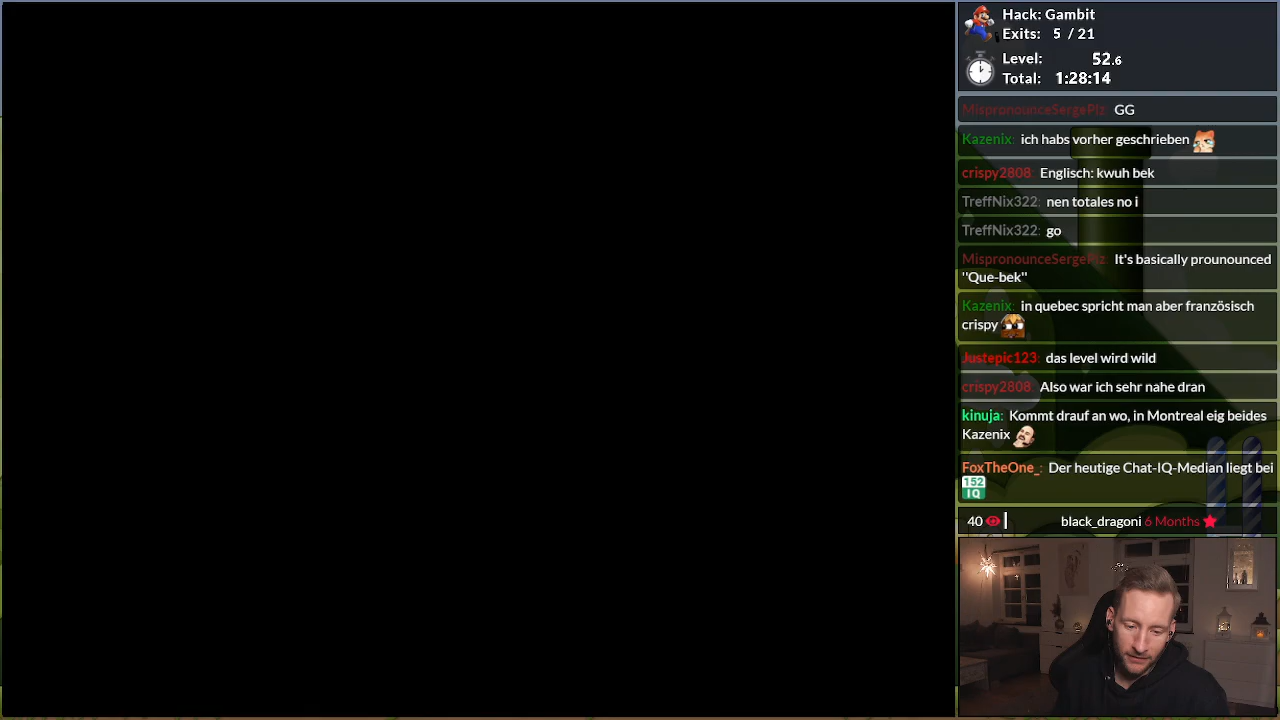 Hack: Gambit
Exits: 5 / 21
Level: 52.6
Total: 1:28:14
MispronounceSergePlz: GG
Kazenix: ich habs vorher geschrieben
crispy2808: Englisch: kwuh bek
TreffNix322: nen totales no i
TreffNix322: go
MispronounceSergePlz: It's basically prounounced
"Que-bek"
Kazenix: in quebec spricht man aber französisch
crispy
Justepic123: das level wird wild
crispy2808: Also war ich sehr nahe dran
kinuja: Kommt drauf an wo, in Montreal eig beides
Kazenix
FoxTheOne_: Der heutige Chat-IQ-Median liegt bei
152
IQ
40 black_dragoni 6 Months